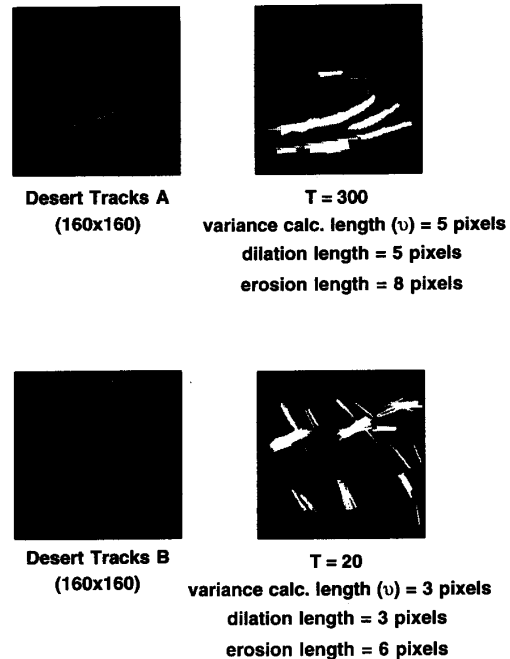 Desert Tracks A
(160x160)
T = 300
variance calc. length (υ) = 5 pixels
dilation length = 5 pixels
erosion length = 8 pixels
Desert Tracks B
(160x160)
T = 20
variance calc. length (υ) = 3 pixels
dilation length = 3 pixels
erosion length = 6 pixels